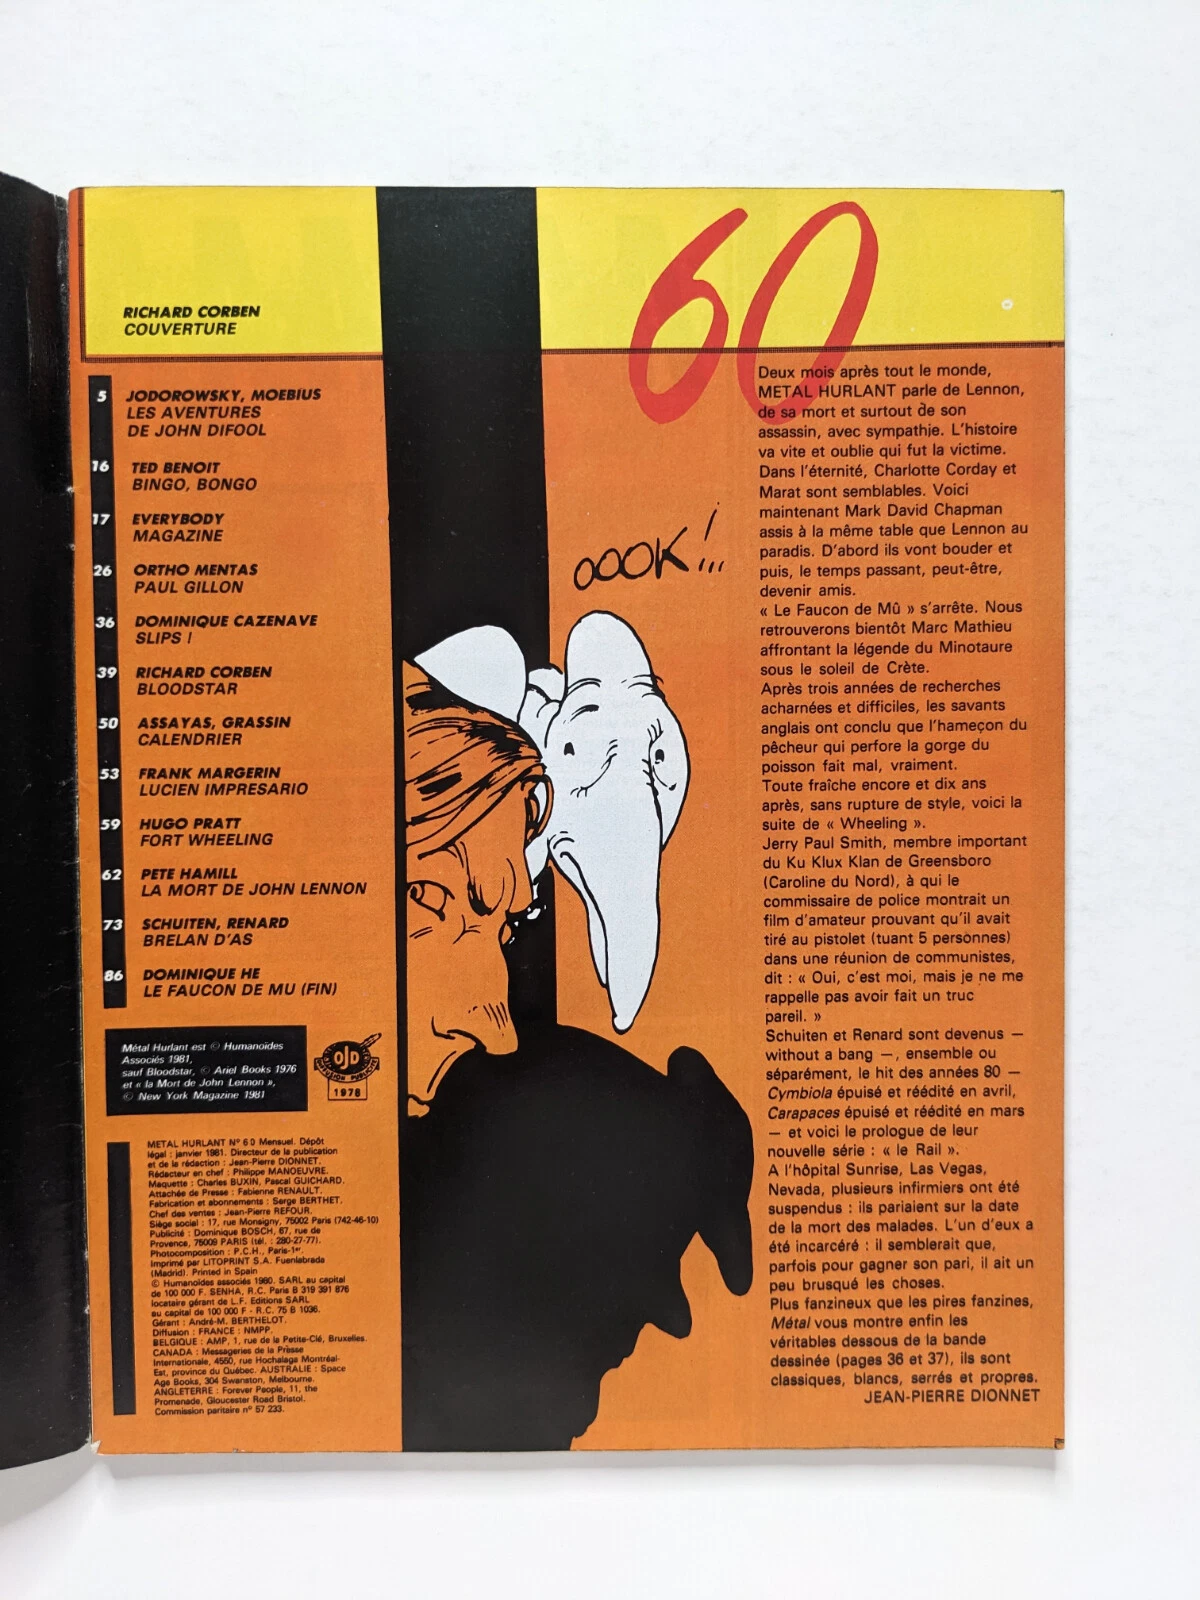 60
RICHARD CORBEN
COUVERTURE
5 JODOROWSKY, MOEBIUS
LES AVENTURES
DE JOHN DIFOOL
16 TED BENOIT
BINGO, BONGO
17 EVERYBODY
MAGAZINE
26 ORTHO MENTAS
PAUL GILLON
36 DOMINIQUE CAZENAVE
SLIPS !
39 RICHARD CORBEN
BLOODSTAR
50 ASSAYAS, GRASSIN
CALENDRIER
53 FRANK MARGERIN
LUCIEN IMPRESARIO
59 HUGO PRATT
FORT WHEELING
62 PETE HAMILL
LA MORT DE JOHN LENNON
73 SCHUITEN, RENARD
BRELAN D'AS
86 DOMINIQUE HE
LE FAUCON DE MU (FIN)
Métal Hurlant est © Humanoïdes
Associés 1981,
sauf Bloodstar, © Ariel Books 1976
et « la Mort de John Lennon »,
© New York Magazine 1981
OJD
DIFFUSION PUBLICITE
1978
METAL HURLANT N° 60 Mensuel. Dépôt
légal : janvier 1981. Directeur de la publication
et de la rédaction : Jean-Pierre DIONNET.
Rédacteur en chef : Philippe MANOEUVRE.
Maquette : Charles BUXIN, Pascal GUICHARD.
Attachée de Presse : Fabienne RENAULT.
Fabrication et abonnements : Serge BERTHET.
Chef des ventes : Jean-Pierre REFOUR.
Siège social : 17, rue Monsigny, 75002 Paris (742-46-10)
Publicité : Dominique BOSCH, 67, rue de
Provence, 75009 PARIS (tél. : 280-27-77).
Photocomposition : P.C.H., Paris-1er.
Imprimé par LITOPRINT S.A. Fuenlabrada
(Madrid). Printed in Spain
© Humanoïdes associés 1980. SARL au capital
de 100 000 F. SENHA, R.C. Paris B 319 391 876
locataire gérant de L.F. Editions SARL
au capital de 100 000 F - R.C. 75 B 1036.
Gérant : André-M. BERTHELOT.
Diffusion : FRANCE : NMPP.
BELGIQUE : AMP, 1, rue de la Petite-Clé, Bruxelles.
CANADA : Messageries de la Presse
Internationale, 4550, rue Hochalaga Montréal-
Est, province du Québec. AUSTRALIE : Space
Age Books, 304 Swanston, Melbourne.
ANGLETERRE : Forever People, 11, the
Promenade, Gloucester Road Bristol.
Commission paritaire n° 57 233.
OOOK !...
Deux mois après tout le monde,
METAL HURLANT parle de Lennon,
de sa mort et surtout de son
assassin, avec sympathie. L'histoire
va vite et oublie qui fut la victime.
Dans l'éternité, Charlotte Corday et
Marat sont semblables. Voici
maintenant Mark David Chapman
assis à la même table que Lennon au
paradis. D'abord ils vont bouder et
puis, le temps passant, peut-être,
devenir amis.
« Le Faucon de Mû » s'arrête. Nous
retrouverons bientôt Marc Mathieu
affrontant la légende du Minotaure
sous le soleil de Crète.
Après trois années de recherches
acharnées et difficiles, les savants
anglais ont conclu que l'hameçon du
pêcheur qui perfore la gorge du
poisson fait mal, vraiment.
Toute fraîche encore et dix ans
après, sans rupture de style, voici la
suite de « Wheeling ».
Jerry Paul Smith, membre important
du Ku Klux Klan de Greensboro
(Caroline du Nord), à qui le
commissaire de police montrait un
film d'amateur prouvant qu'il avait
tiré au pistolet (tuant 5 personnes)
dans une réunion de communistes,
dit : « Oui, c'est moi, mais je ne me
rappelle pas avoir fait un truc
pareil. »
Schuiten et Renard sont devenus —
without a bang —, ensemble ou
séparément, le hit des années 80 —
Cymbiola épuisé et réédité en avril,
Carapaces épuisé et réédité en mars
— et voici le prologue de leur
nouvelle série : « le Rail ».
A l'hôpital Sunrise, Las Vegas,
Nevada, plusieurs infirmiers ont été
suspendus : ils pariaient sur la date
de la mort des malades. L'un d'eux a
été incarcéré : il semblerait que,
parfois pour gagner son pari, il ait un
peu brusqué les choses.
Plus fanzineux que les pires fanzines,
Métal vous montre enfin les
véritables dessous de la bande
dessinée (pages 36 et 37), ils sont
classiques, blancs, serrés et propres.
JEAN-PIERRE DIONNET